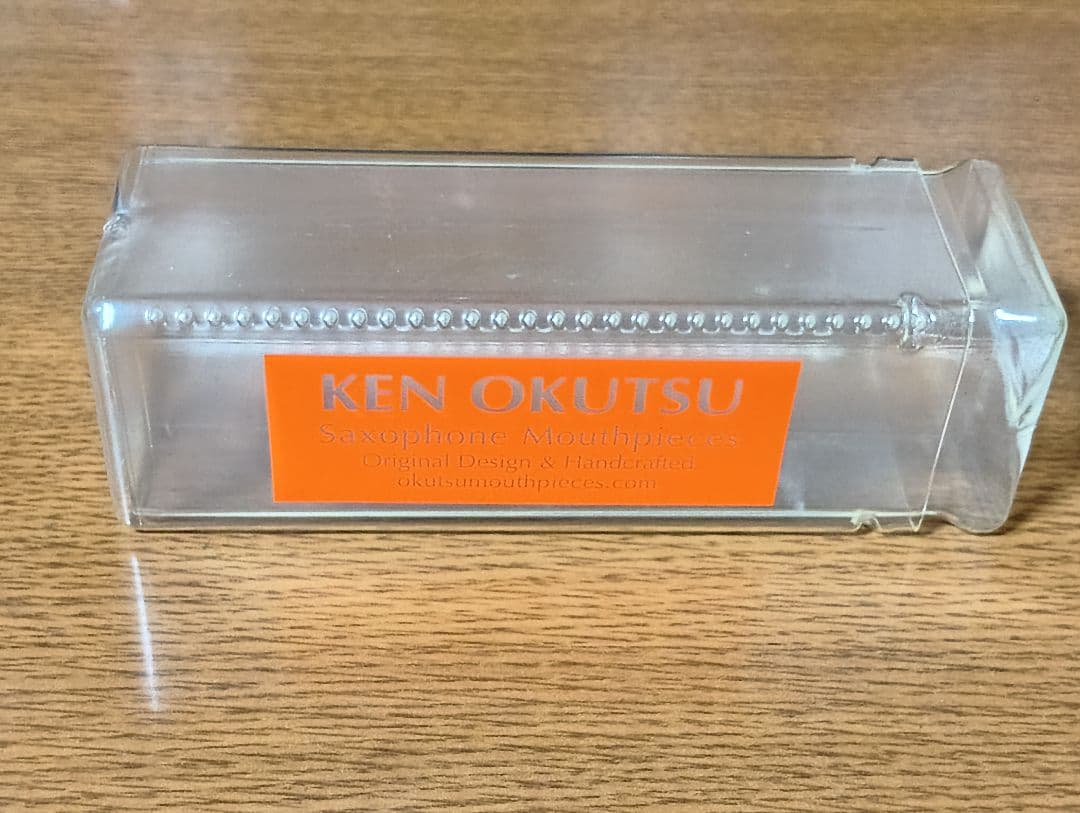 KEN OKUTSU
Saxophone Mouthpieces
Original Design & Handcrafted
okutsumouthpieces.com